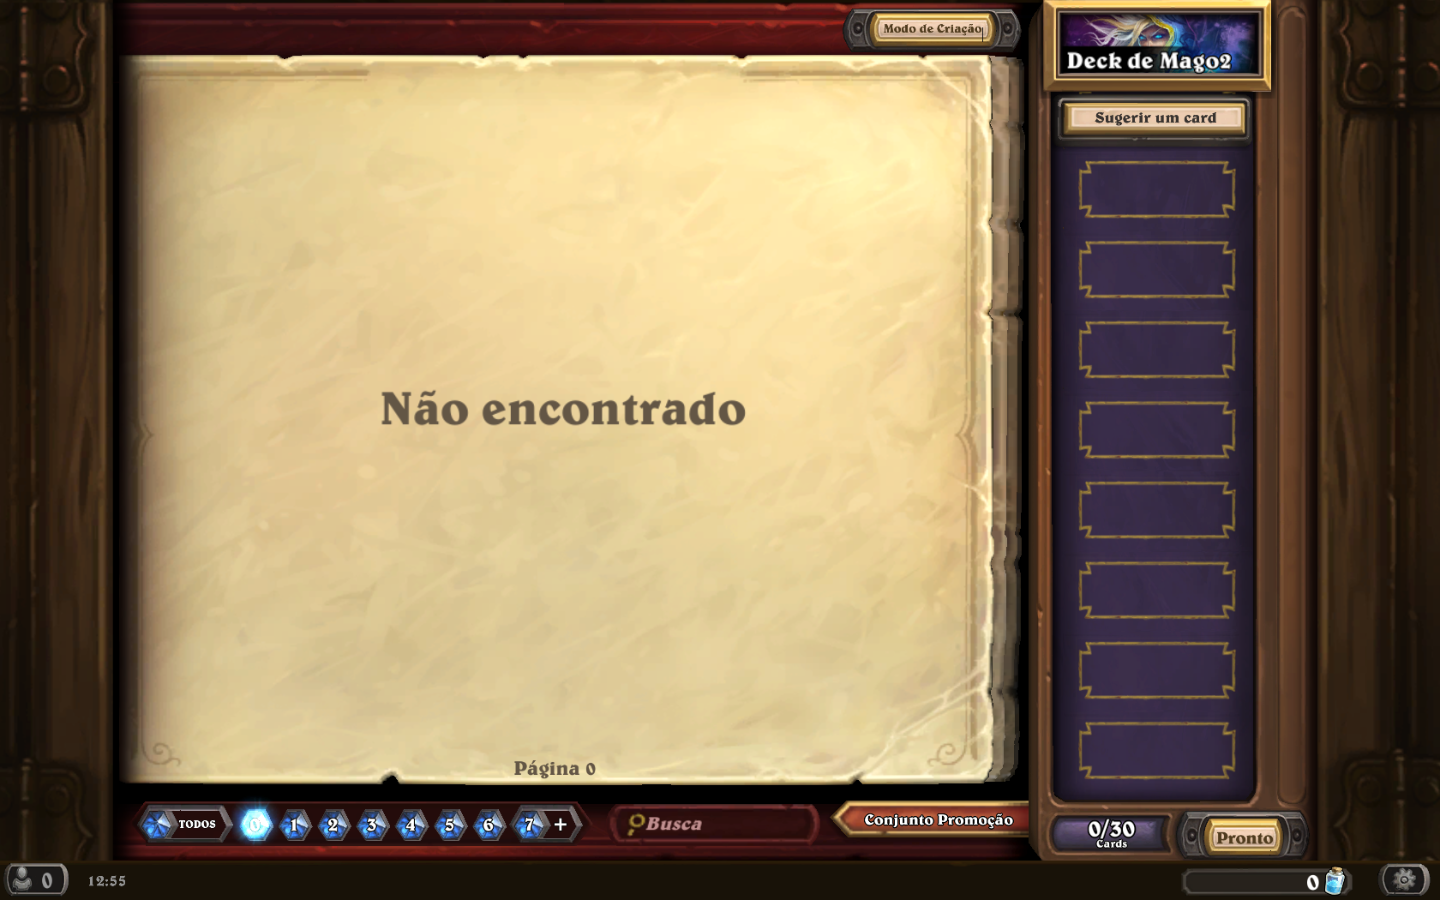 Modo de Criação
Deck de Mago2
Sugerir um card
Não encontrado
Página 0
TODOS 0 1 2 3 4 5 6 7 +
Busca
Conjunto Promoção
0/30
Cards
Pronto
0
12:55
0